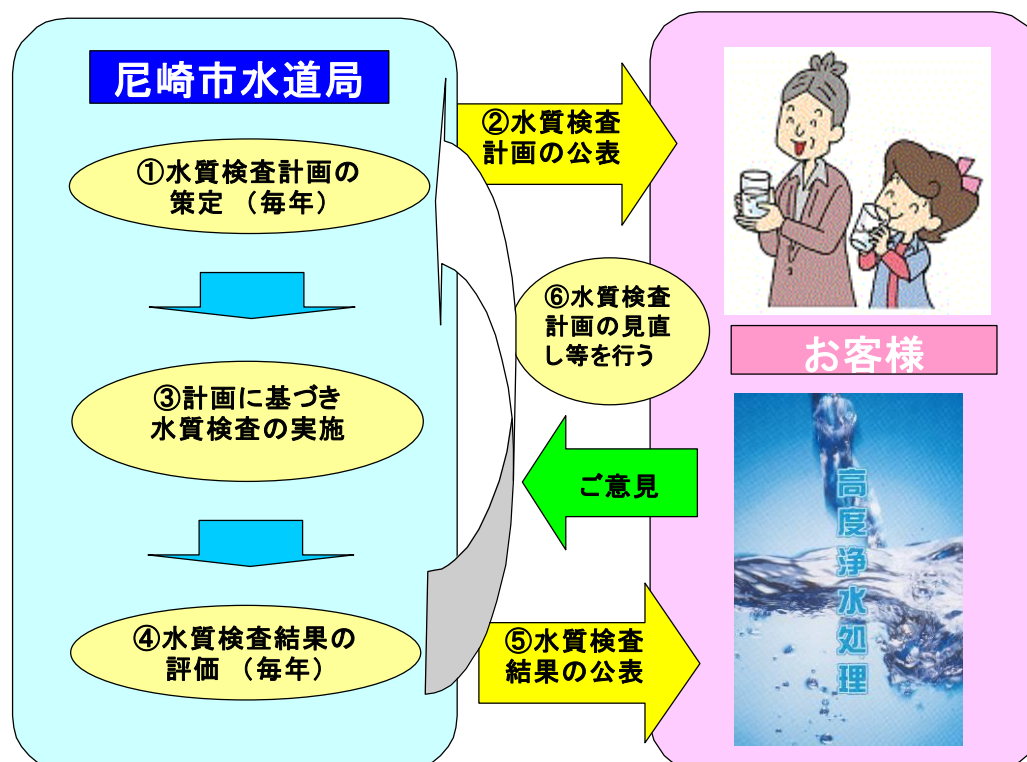 尼崎市水道局
①水質検査計画の
策定 （毎年）
②水質検査
計画の公表
③計画に基づき
水質検査の実施
④水質検査結果の
評価 （毎年）
⑤水質検査
結果の公表
⑥水質検査
計画の見直
し等を行う
ご意見
お客様
高度浄水処理